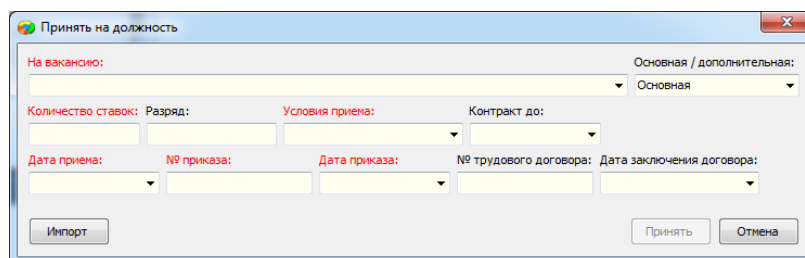 Принять на должность
На вакансию: Основная / дополнительная:
Основная
Количество ставок: Разряд: Условия приема: Контракт до:
Дата приема: № приказа: Дата приказа: № трудового договора: Дата заключения договора:
Импорт Принять Отмена